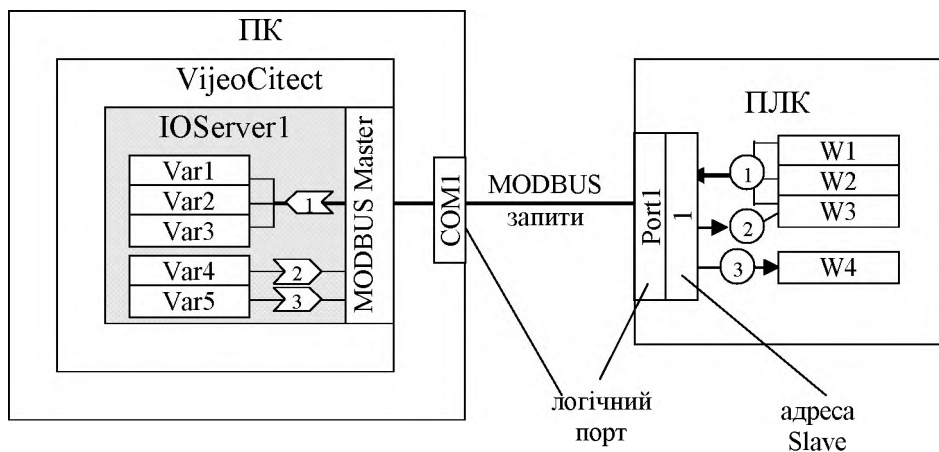 ПК
VijeoCitect
IOServer1
Var1
Var2
Var3
1
Var4
2
Var5
3
MODBUS Master
COM1
MODBUS
запити
ПЛК
Port1
1
1
2
3
W1
W2
W3
W4
логічний
порт
адреса
Slave